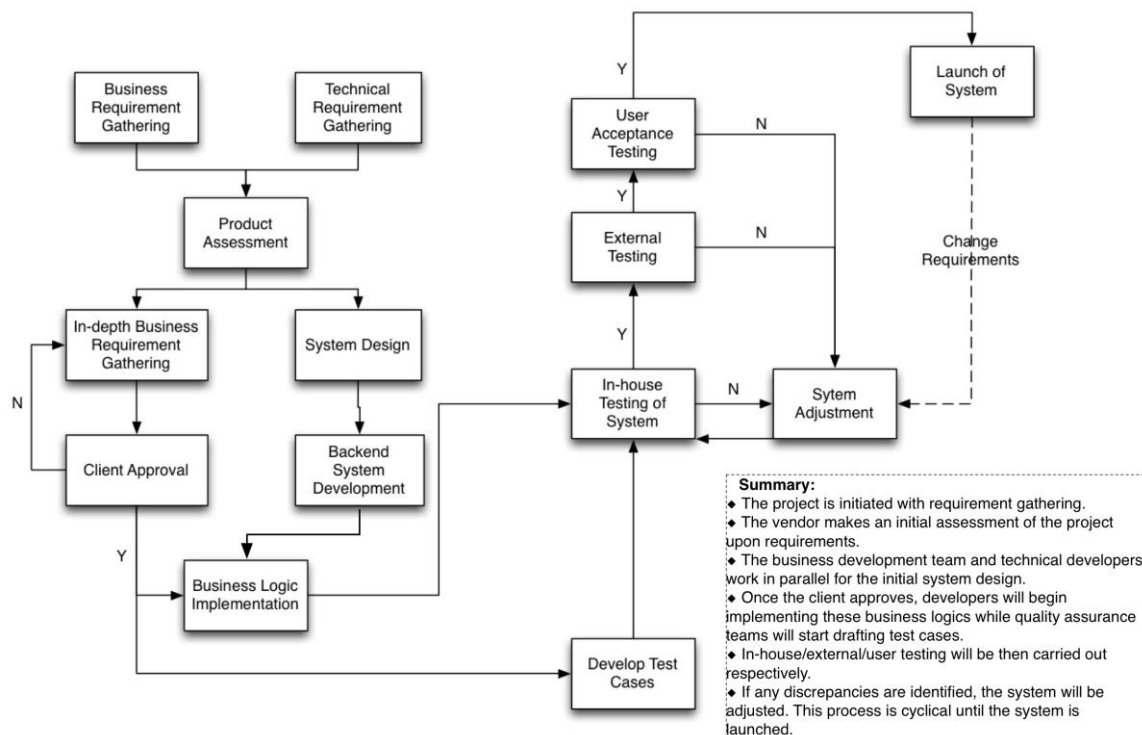 Business
Requirement
Gathering
Technical
Requirement
Gathering
Product
Assessment
In-depth Business
Requirement
Gathering
System Design
N
Client Approval
Backend
System
Development
Y
Business Logic
Implementation
Develop Test
Cases
Y
User
Acceptance
Testing
N
Y
External
Testing
N
Y
In-house
Testing of
System
N
Sytem
Adjustment
Launch of
System
Change
Requirements
Summary:
◆ The project is initiated with requirement gathering.
◆ The vendor makes an initial assessment of the project
upon requirements.
◆ The business development team and technical developers
work in parallel for the initial system design.
◆ Once the client approves, developers will begin
implementing these business logics while quality assurance
teams will start drafting test cases.
◆ In-house/external/user testing will be then carried out
respectively.
◆ If any discrepancies are identified, the system will be
adjusted. This process is cyclical until the system is
launched.